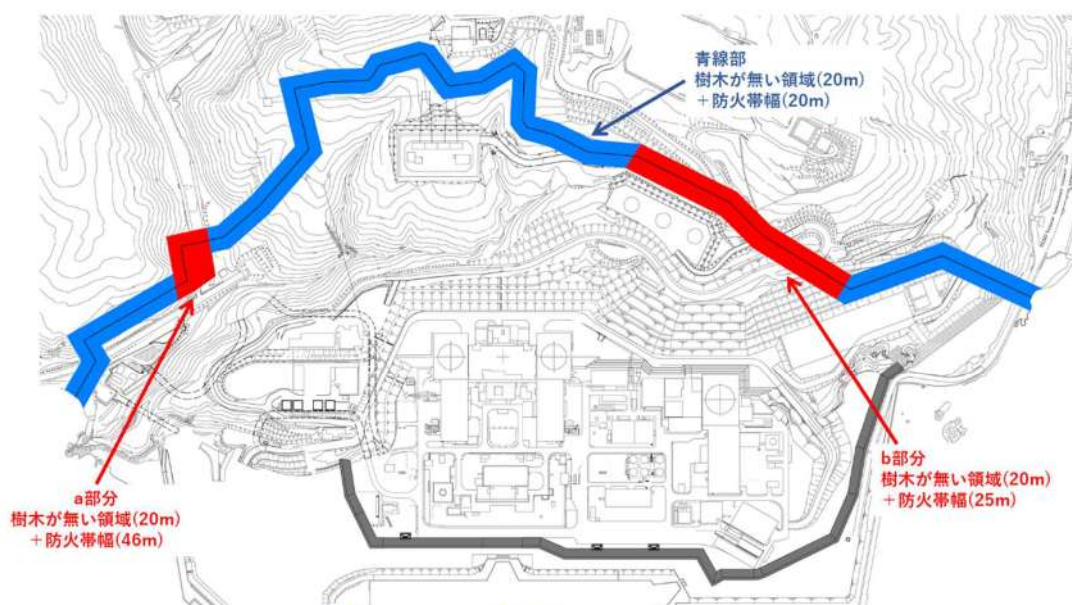 青線部
樹木が無い領域(20m)
＋防火帯幅(20m)
a部分
樹木が無い領域(20m)
＋防火帯幅(46m)
b部分
樹木が無い領域(20m)
＋防火帯幅(25m)